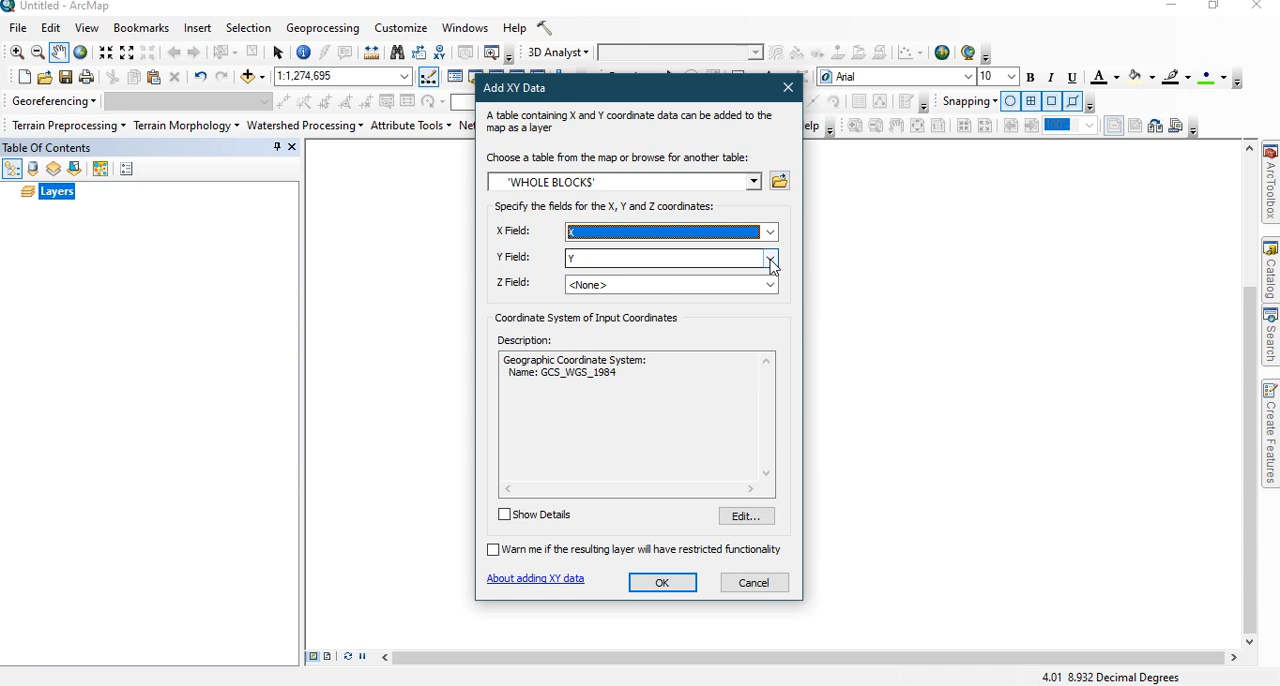 Untitled - ArcMap
File Edit View Bookmarks Insert Selection Geoprocessing Customize Windows Help
3D Analyst
1:1,274,695
Arial 10 B I U A
Georeferencing
Snapping
Terrain Preprocessing Terrain Morphology Watershed Processing Attribute Tools Net elp 100%
Table Of Contents
Layers
Add XY Data
A table containing X and Y coordinate data can be added to the
map as a layer
Choose a table from the map or browse for another table:
'WHOLE BLOCK$'
Specify the fields for the X, Y and Z coordinates:
X Field: X
Y Field: Y
Z Field: <None>
Coordinate System of Input Coordinates
Description:
Geographic Coordinate System:
Name: GCS_WGS_1984
Show Details
Edit...
Warn me if the resulting layer will have restricted functionality
About adding XY data
OK
Cancel
ArcToolbox
Catalog
Search
Create Features
4.01 8.932 Decimal Degrees